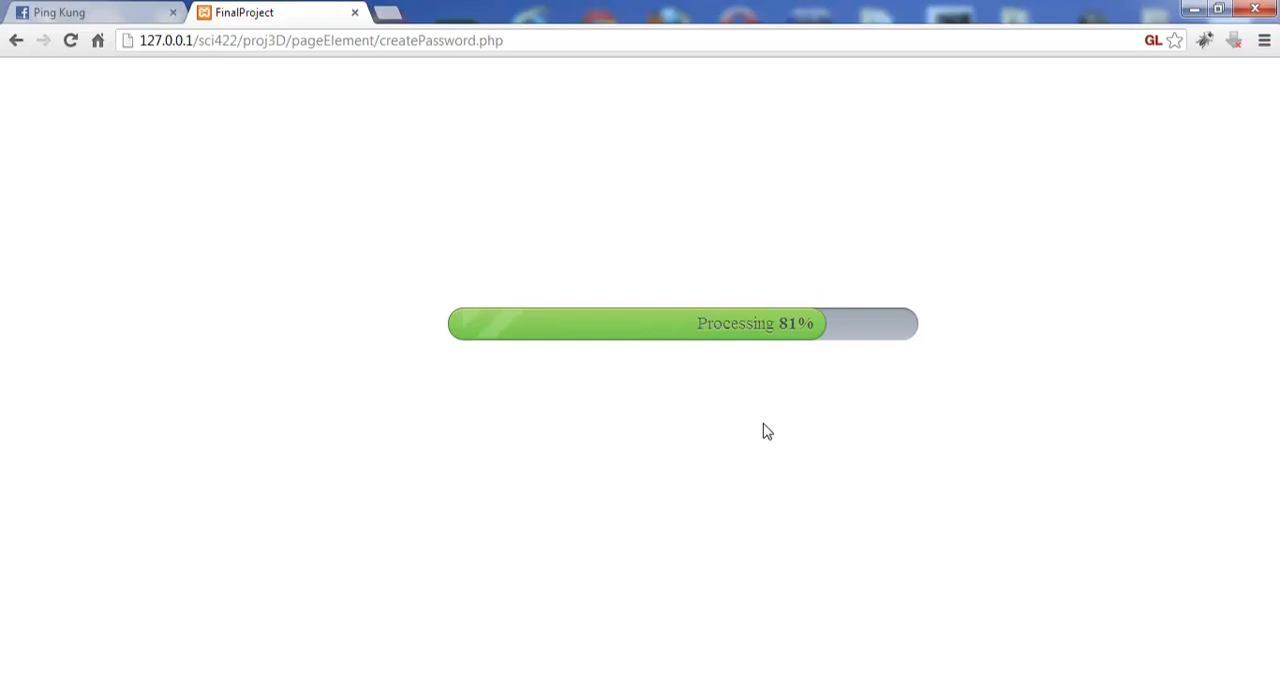 Ping Kung
FinalProject
127.0.0.1/sci422/proj3D/pageElement/createPassword.php
GL
Processing 81%